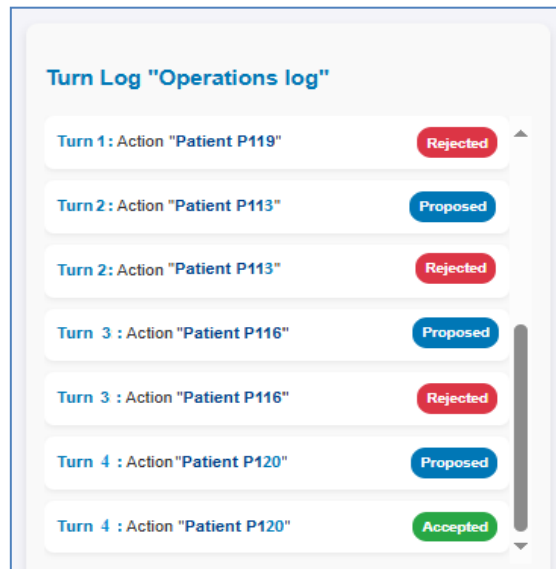 Turn Log "Operations log"
Turn 1: Action "Patient P119" Rejected
Turn 2: Action "Patient P113" Proposed
Turn 2: Action "Patient P113" Rejected
Turn 3 : Action "Patient P116" Proposed
Turn 3 : Action "Patient P116" Rejected
Turn 4 : Action "Patient P120" Proposed
Turn 4 : Action "Patient P120" Accepted